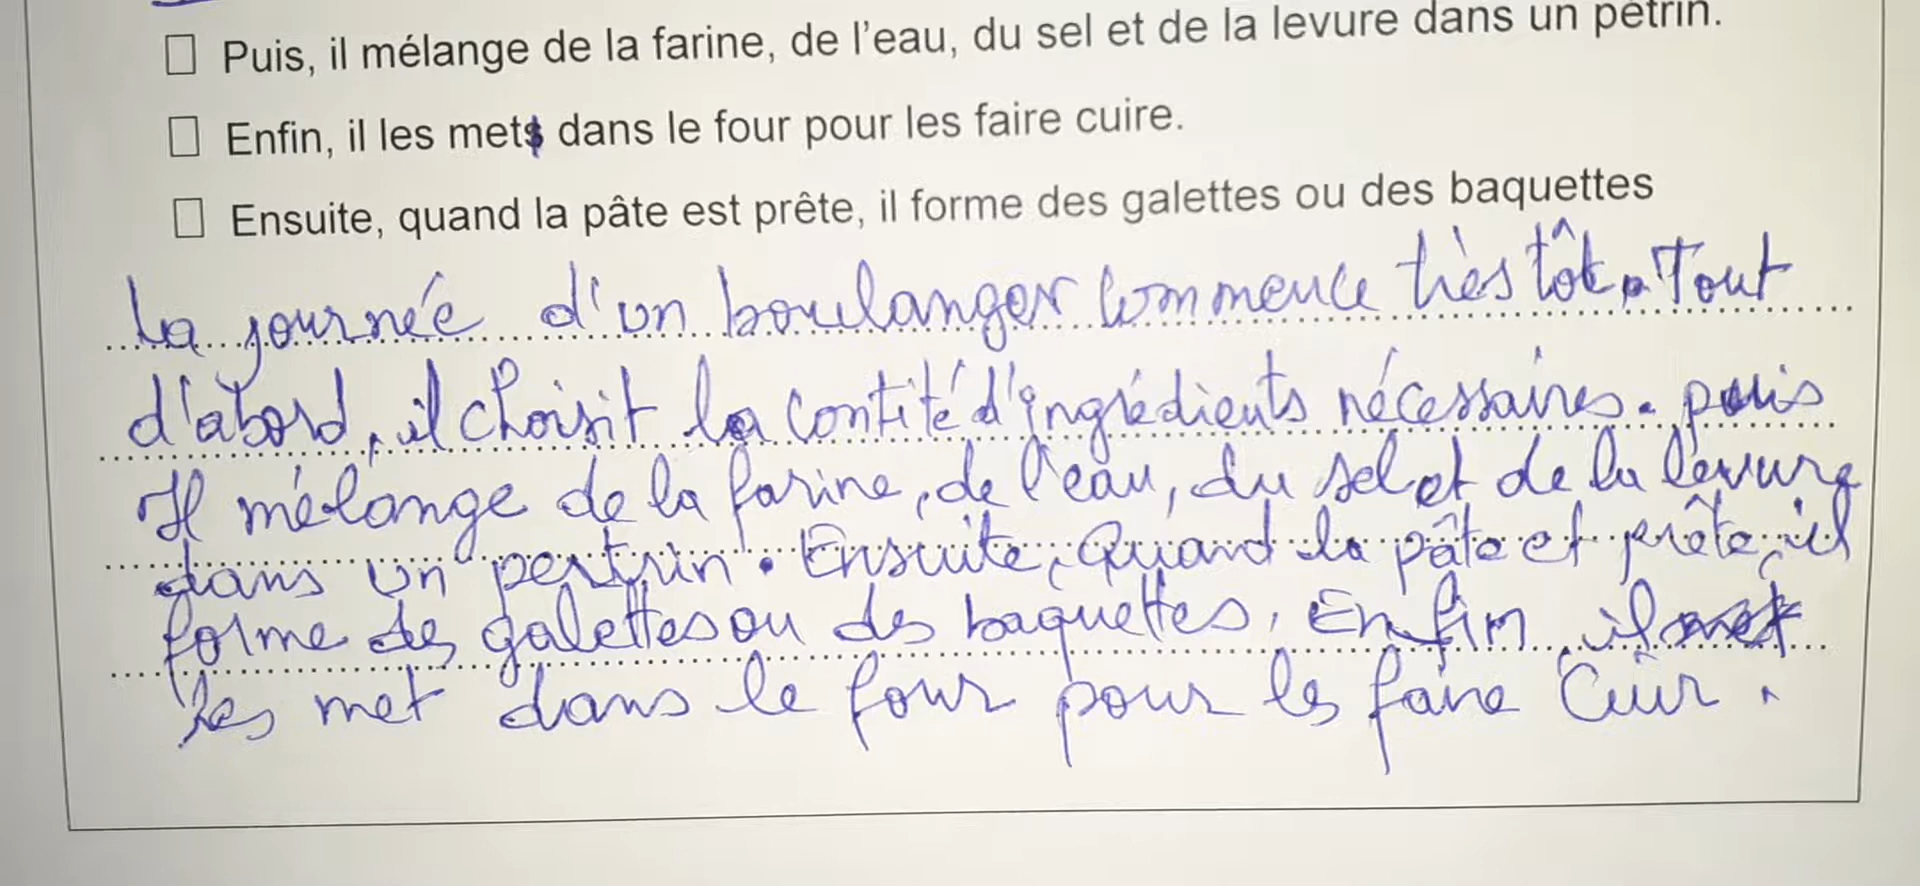 □ Puis, il mélange de la farine, de l'eau, du sel et de la levure dans un pétrin.
□ Enfin, il les mets dans le four pour les faire cuire.
□ Ensuite, quand la pâte est prête, il forme des galettes ou des baquettes
La journée d'un boulanger commence très tôt. Tout
d'abord, il choisit la contité d'ingrédients nécessaires. puis
Il mélange de la farine, de l'eau, du sel et de la levure
dans un pertrin. Ensuite, Quand la pâte et prête, il
forme des galettes ou des baquettes, Enfin, il met
les met dans le four pour les faire Cuir.